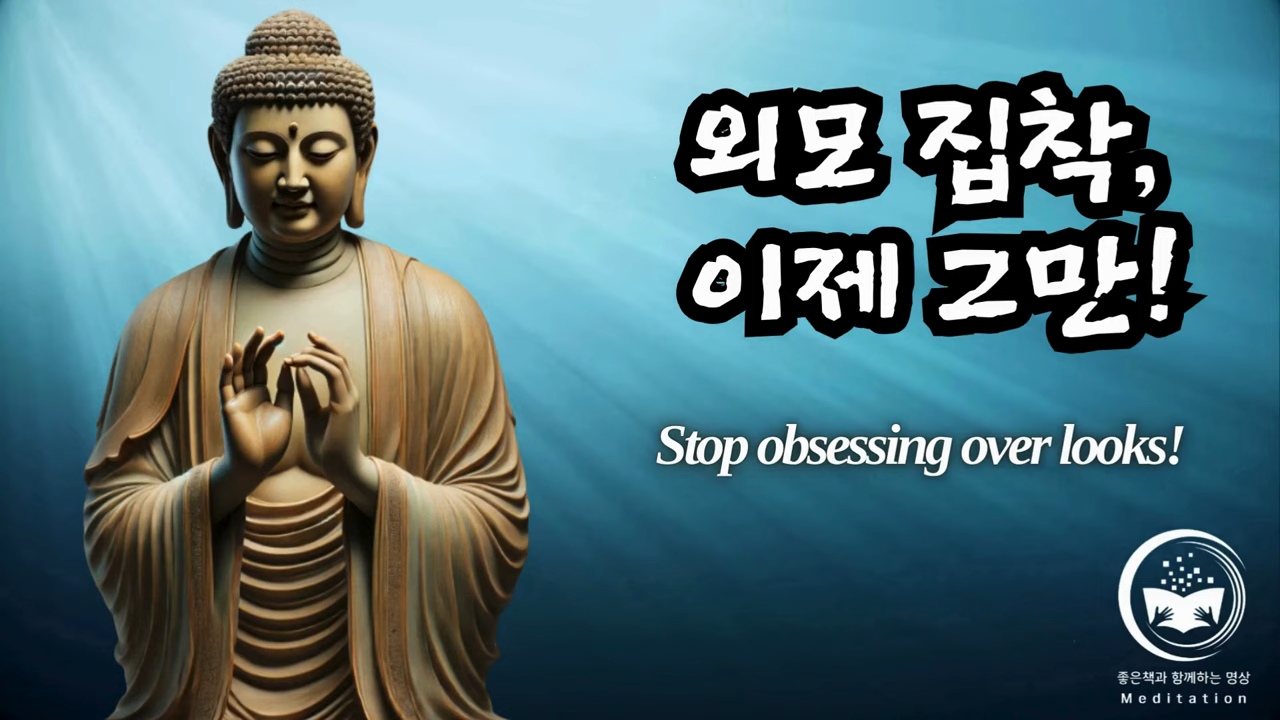 외모 집착,
이제 그만!
Stop obsessing over looks!
좋은책과 함께하는 명상
Meditation